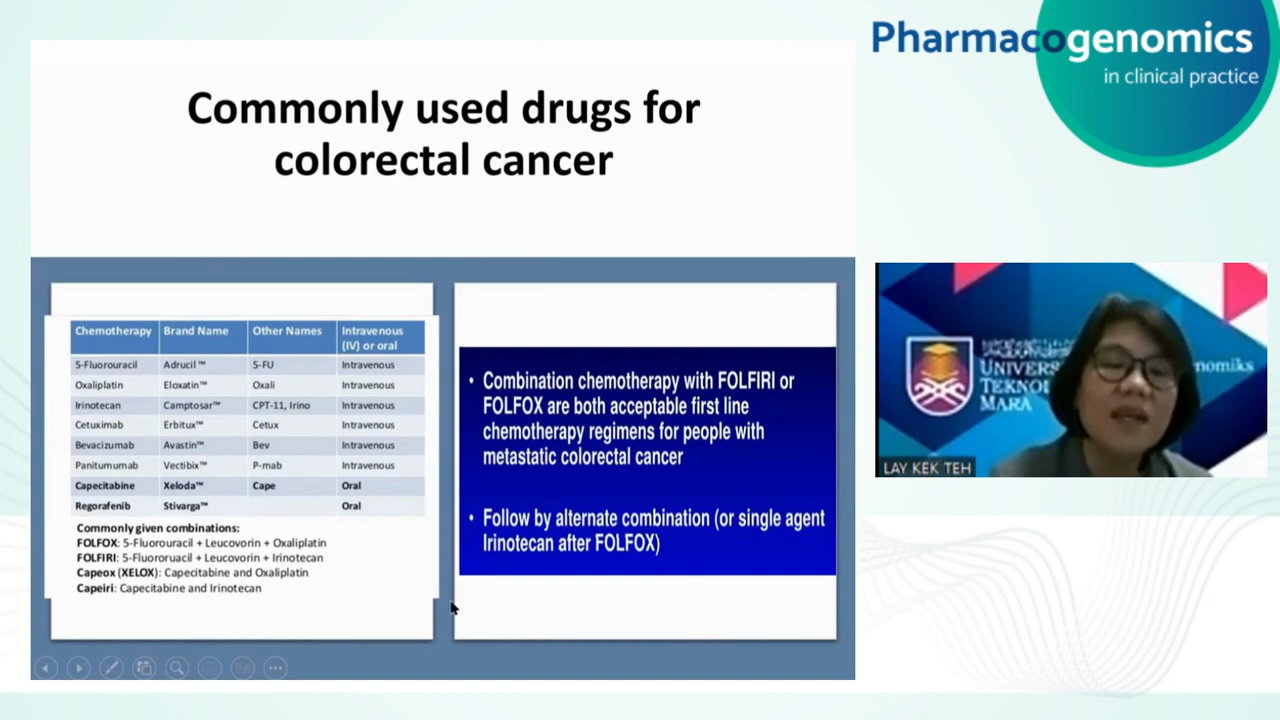 Pharmacogenomics
in clinical practice
Commonly used drugs for
colorectal cancer
Chemotherapy Brand Name Other Names Intravenous
(IV) or oral
5-Fluorouracil Adrucil™ 5-FU Intravenous
Oxaliplatin Eloxatin™ Oxali Intravenous
Irinotecan Camptosar™ CPT-11, Irino Intravenous
Cetuximab Erbitux™ Cetux Intravenous
Bevacizumab Avastin™ Bev Intravenous
Panitumumab Vectibix™ P-mab Intravenous
Capecitabine Xeloda™ Cape Oral
Regorafenib Stivarga™ Oral
Commonly given combinations:
FOLFOX: 5-Fluorouracil + Leucovorin + Oxaliplatin
FOLFIRI: 5-Fluororuacil + Leucovorin + Irinotecan
Capeox (XELOX): Capecitabine and Oxaliplatin
Capeiri: Capecitabine and Irinotecan
• Combination chemotherapy with FOLFIRI or
FOLFOX are both acceptable first line
chemotherapy regimens for people with
metastatic colorectal cancer
• Follow by alternate combination (or single agent
Irinotecan after FOLFOX)
UNIVERS
TEKNOL
MARA
nomiks
LAY KEK TEH